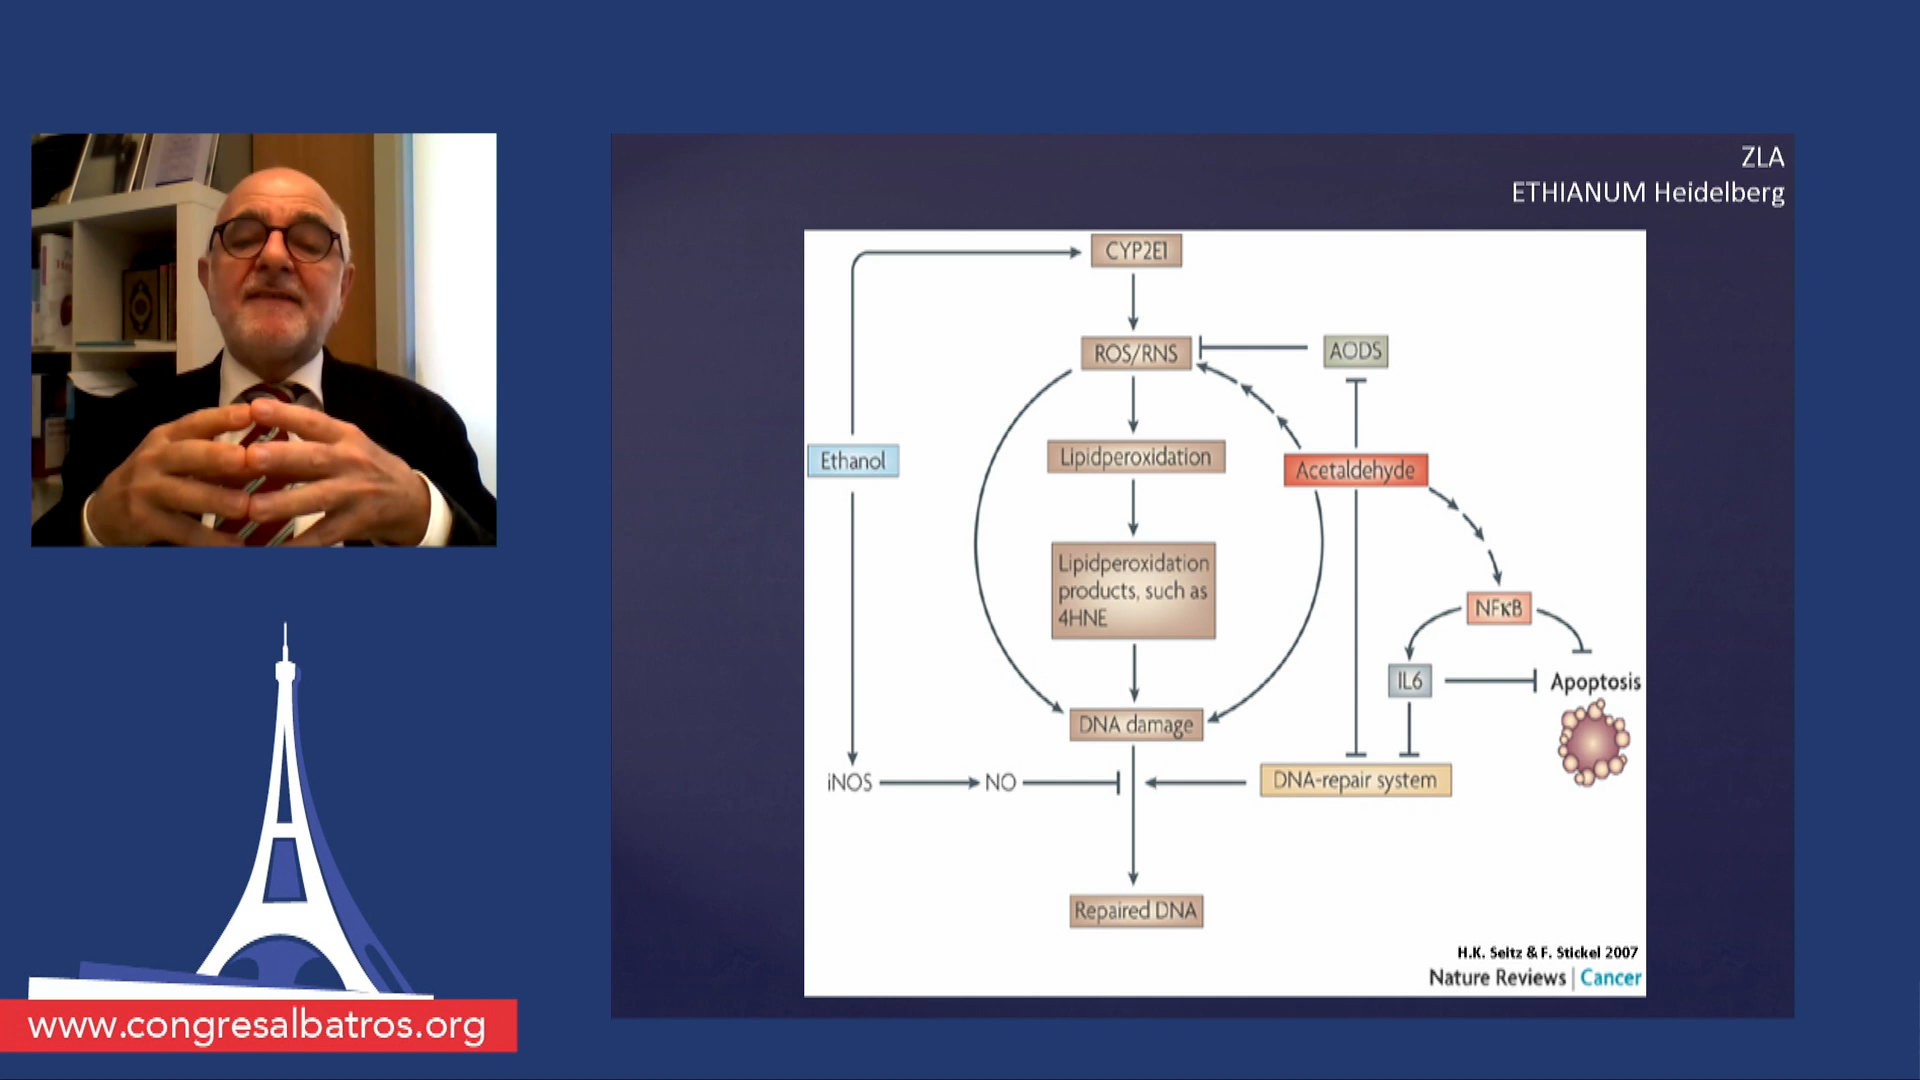 ZLA
ETHIANUM Heidelberg
CYP2E1
ROS/RNS
AODS
Lipidperoxidation
Ethanol
Acetaldehyde
Lipidperoxidation
products, such as
4HNE
NFκB
IL6
Apoptosis
DNA damage
iNOS
NO
DNA-repair system
Repaired DNA
H.K. Seitz & F. Stickel 2007
Nature Reviews | Cancer
www.congresalbatros.org